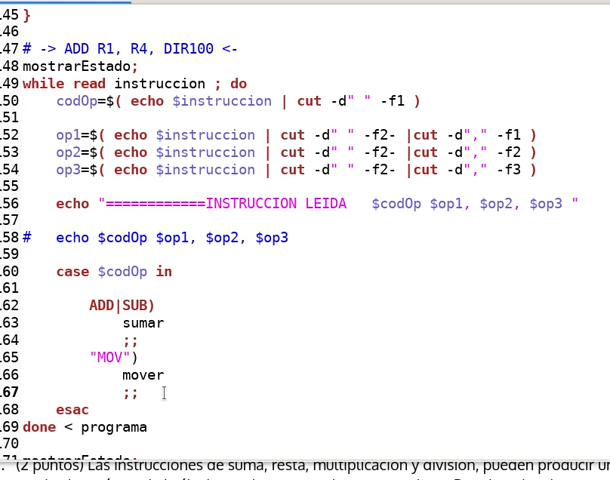 45 }
46
47 # -> ADD R1, R4, DIR100 <-
48 mostrarEstado;
49 while read instruccion ; do
50     codOp=$( echo $instruccion | cut -d" " -f1 )
51
52     op1=$( echo $instruccion | cut -d" " -f2- |cut -d"," -f1 )
53     op2=$( echo $instruccion | cut -d" " -f2- |cut -d"," -f2 )
54     op3=$( echo $instruccion | cut -d" " -f2- |cut -d"," -f3 )
55
56     echo "============INSTRUCCION LEIDA   $codOp $op1, $op2, $op3 "
57
58 #   echo $codOp $op1, $op2, $op3
59
60     case $codOp in
61
62         ADD|SUB)
63             sumar
64             ;;
65         "MOV")
66             mover
67             ;;
68     esac
69 done < programa
70
71 mostrarEstado;
. (2 puntos) Las instrucciones de suma, resta, multiplicación y división, pueden producir un